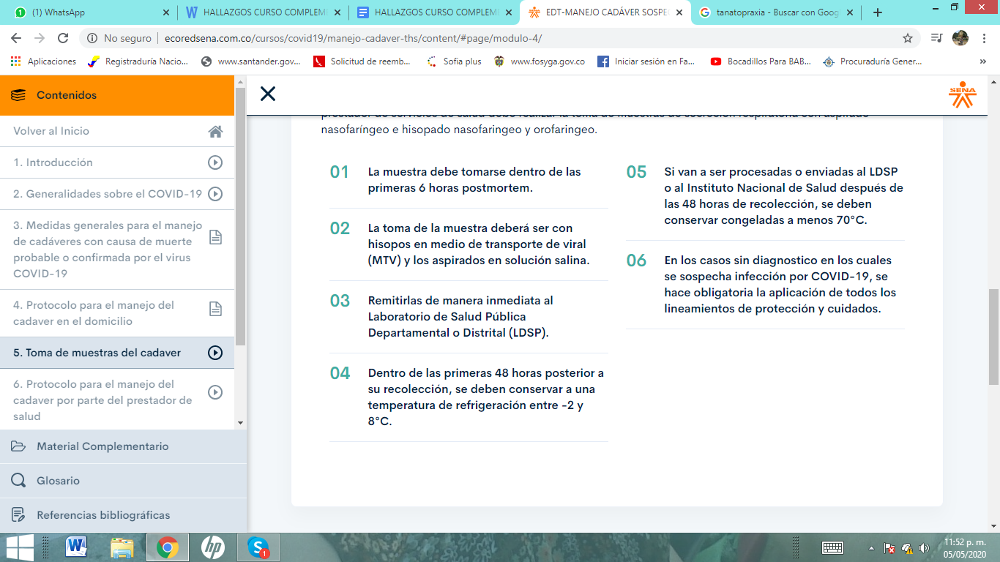 (1) WhatsApp
HALLAZGOS CURSO COMPLEME
HALLAZGOS CURSO COMPLEME
EDT-MANEJO CADÁVER SOSPE
tanatopraxia - Buscar con Goog
No seguro
ecoredsena.com.co/cursos/covid19/manejo-cadaver-ths/content/#page/modulo-4/
Aplicaciones
Registraduría Nacio...
www.santander.gov...
Solicitud de reemb...
Sofia plus
www.fosyga.gov.co
Iniciar sesión en Fa...
Bocadillos Para BAB...
Procuraduría Gener...
»
Contenidos
Volver al Inicio
1. Introducción
2. Generalidades sobre el COVID-19
3. Medidas generales para el manejo
de cadáveres con causa de muerte
probable o confirmada por el virus
COVID-19
4. Protocolo para el manejo del
cadaver en el domicilio
5. Toma de muestras del cadaver
6. Protocolo para el manejo del
cadaver por parte del prestador de
salud
Material Complementario
Glosario
Referencias bibliográficas
SENA
prestador de servicios de salud debe realizar la toma de muestras de secreción respiratoria con aspirado
nasofaríngeo e hisopado nasofaringeo y orofaringeo.
01
La muestra debe tomarse dentro de las
primeras 6 horas postmortem.
02
La toma de la muestra deberá ser con
hisopos en medio de transporte de viral
(MTV) y los aspirados en solución salina.
03
Remitirlas de manera inmediata al
Laboratorio de Salud Pública
Departamental o Distrital (LDSP).
04
Dentro de las primeras 48 horas posterior a
su recolección, se deben conservar a una
temperatura de refrigeración entre -2 y
8°C.
05
Si van a ser procesadas o enviadas al LDSP
o al Instituto Nacional de Salud después de
las 48 horas de recolección, se deben
conservar congeladas a menos 70°C.
06
En los casos sin diagnostico en los cuales
se sospecha infección por COVID-19, se
hace obligatoria la aplicación de todos los
lineamientos de protección y cuidados.
11:52 p. m.
05/05/2020